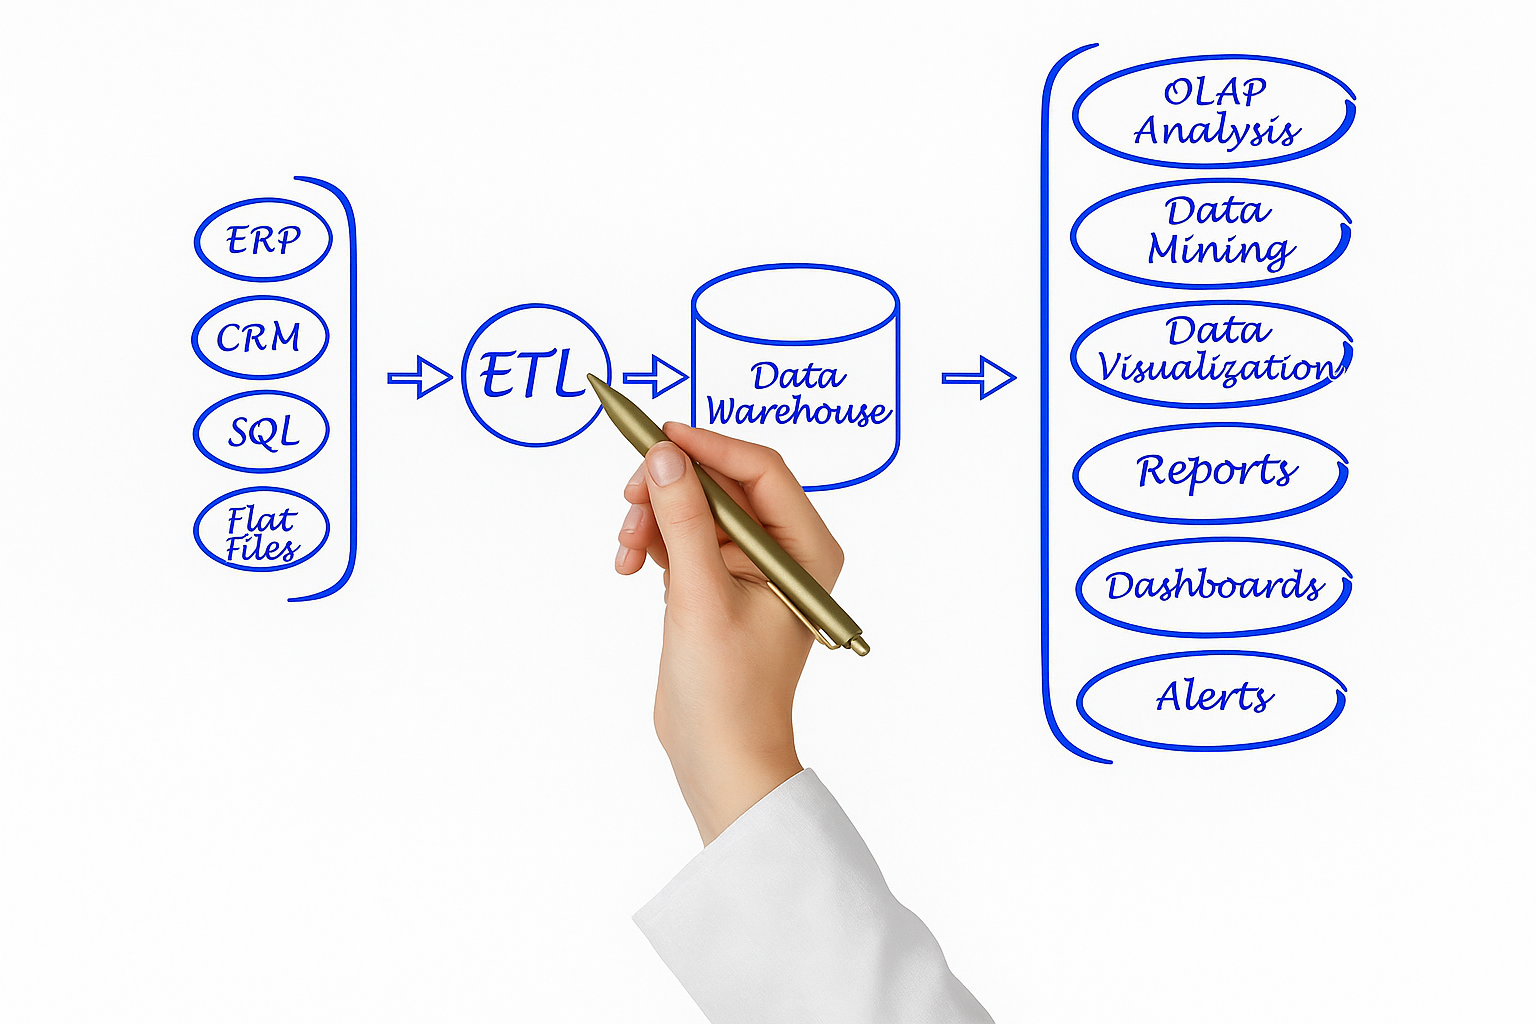 ERP
CRM
SQL
Flat
Files
ETL
Data
Warehouse
OLAP
Analysis
Data
Mining
Data
Visualization
Reports
Dashboards
Alerts